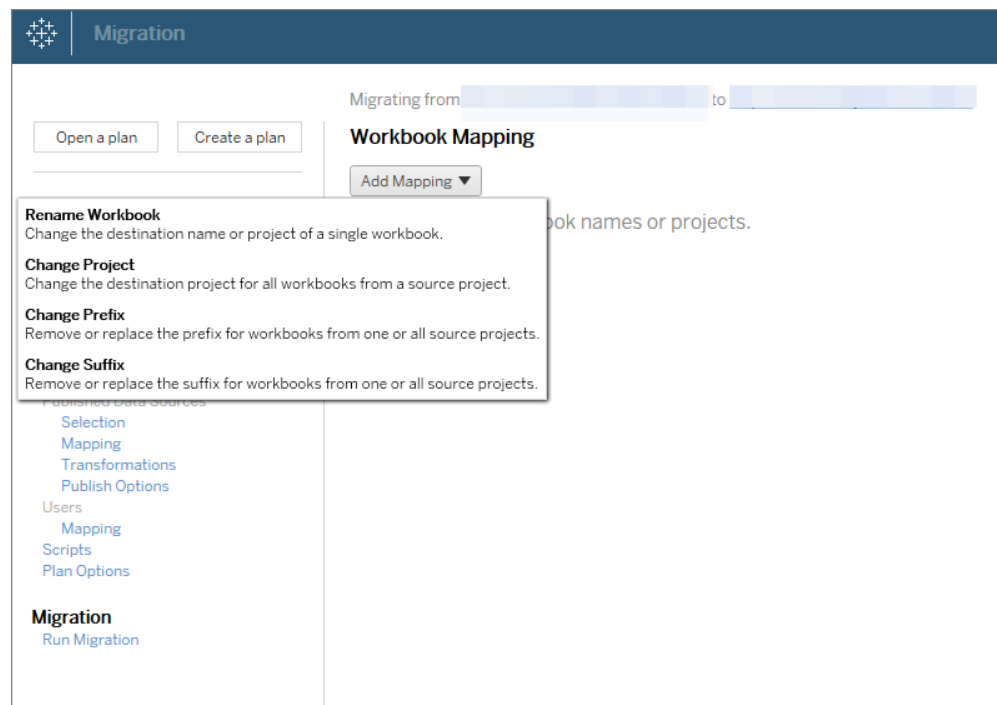 Migration
Migrating from
to
Open a plan
Create a plan
Workbook Mapping
Add Mapping ▼
Rename Workbook
Change the destination name or project of a single workbook.
Change Project
Change the destination project for all workbooks from a source project.
Change Prefix
Remove or replace the prefix for workbooks from one or all source projects.
Change Suffix
Remove or replace the suffix for workbooks from one or all source projects.
names or projects.
Published Data Sources
Selection
Mapping
Transformations
Publish Options
Users
Mapping
Scripts
Plan Options
Migration
Run Migration